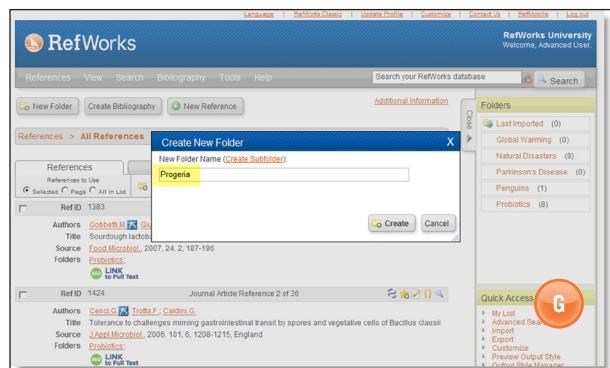 Language | RefWorks Classic | Update Profile | Customize | Contact Us | RefMobile | Log out
RefWorks
RefWorks University
Welcome, Advanced User.
References View Search Bibliography Tools Help
Search your RefWorks database
Search
New Folder
Create Bibliography
New Reference
Additional Information
Close
Folders
Last Imported (0)
Global Warming (0)
Natural Disasters (8)
Parkinson's Disease (0)
Penguins (1)
Probiotics (8)
References > All References
Create New Folder X
New Folder Name (Create Subfolder):
Progeria
Create
Cancel
References
References to Use
Selected Page All in List
Ref ID 1383
Authors Gobbetti,M
Title Sourdough lactob
Source Food.Microbiol., 2007, 24, 2, 187-196
Folders Probiotics;
LINK
to Full Text
Ref ID 1424 Journal Article Reference 2 of 36
Authors Cenci,G Trotta,F.; Caldini,G.
Title Tolerance to challenges miming gastrointestinal transit by spores and vegetative cells of Bacillus clausii
Source J.Appl.Microbiol., 2006, 101, 6, 1208-1215, England
Folders Probiotics;
LINK
to Full Text
Quick Access
G
My List
Advanced Sea
Import
Export
Customize
Preview Output Style
Output Style Manager